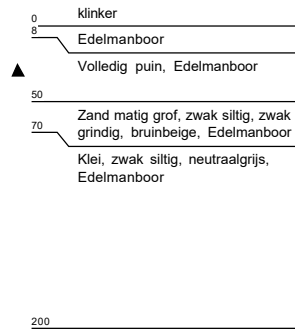 0
klinker
8
Edelmanboor
Volledig puin, Edelmanboor
50
Zand matig grof, zwak siltig, zwak
grindig, bruinbeige, Edelmanboor
70
Klei, zwak siltig, neutraalgrijs,
Edelmanboor
200